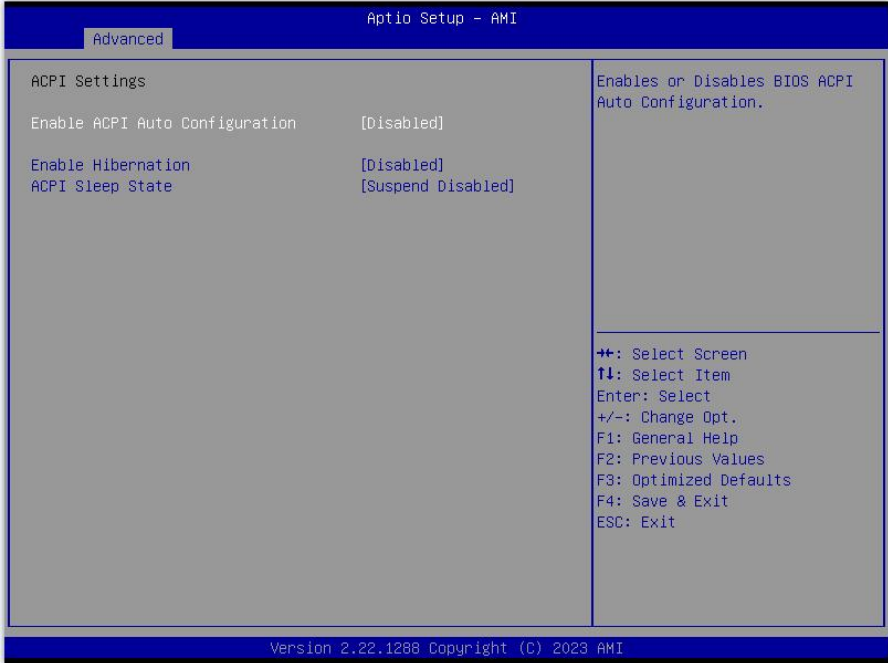 Aptio Setup – AMI
Advanced
ACPI Settings
Enable ACPI Auto Configuration [Disabled]
Enable Hibernation [Disabled]
ACPI Sleep State [Suspend Disabled]
Enables or Disables BIOS ACPI
Auto Configuration.
→←: Select Screen
↑↓: Select Item
Enter: Select
+/-: Change Opt.
F1: General Help
F2: Previous Values
F3: Optimized Defaults
F4: Save & Exit
ESC: Exit
Version 2.22.1288 Copyright (C) 2023 AMI